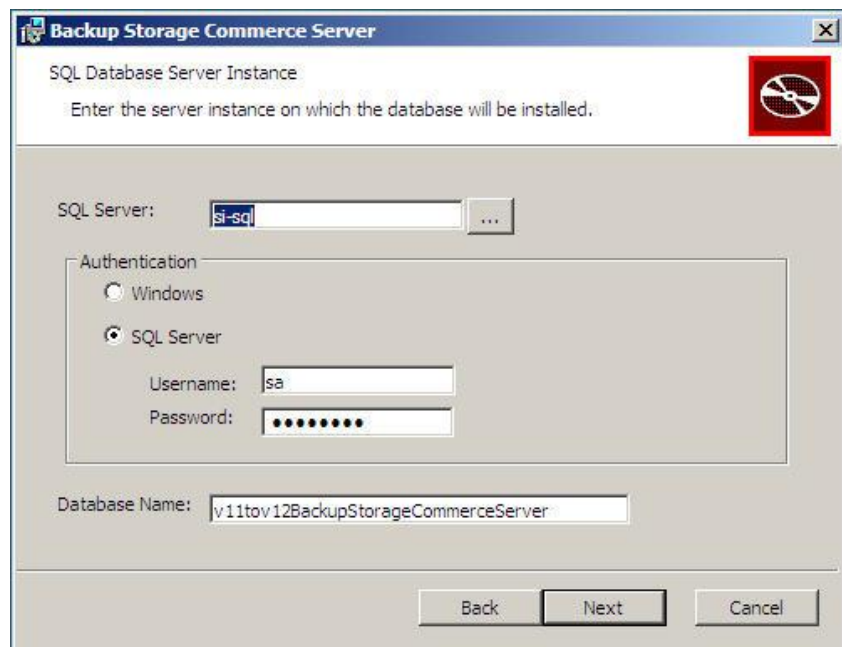 Backup Storage Commerce Server
SQL Database Server Instance
Enter the server instance on which the database will be installed.
SQL Server: si-sql ...
Authentication
Windows
SQL Server
Username: sa
Password: ●●●●●●●●
Database Name: v11tov12BackupStorageCommerceServer
Back Next Cancel